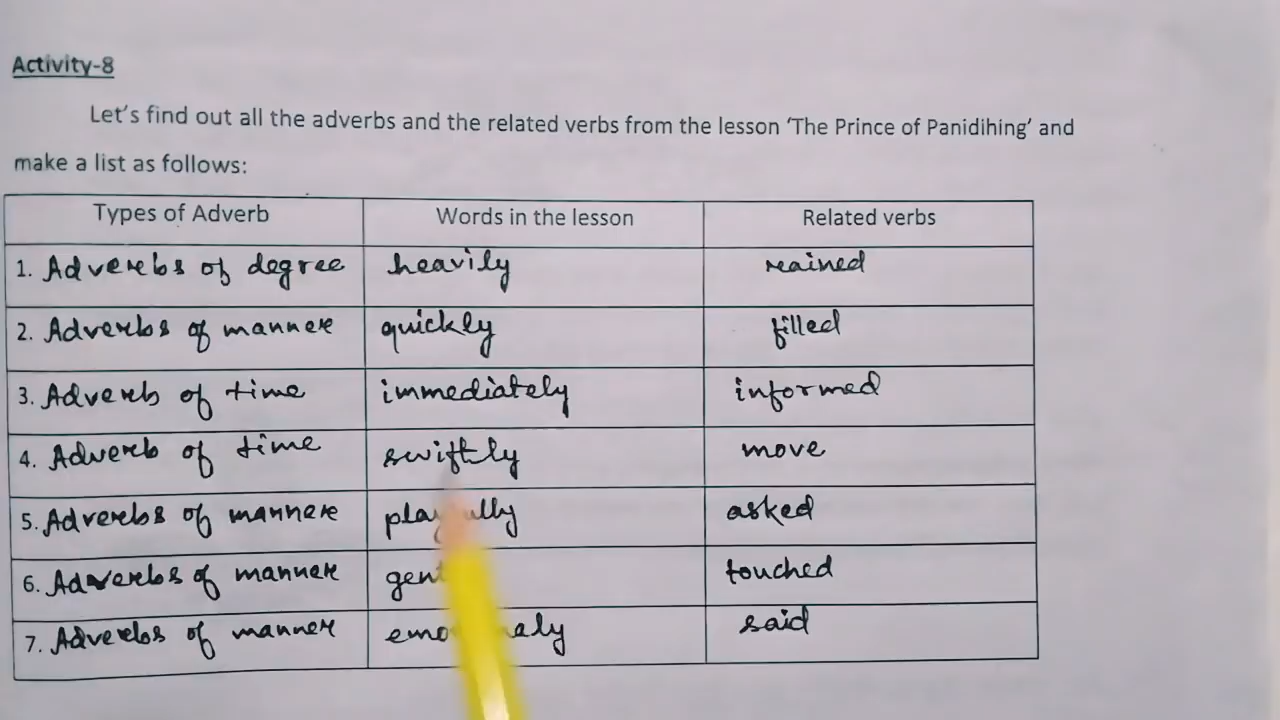 Activity-8
Let's find out all the adverbs and the related verbs from the lesson 'The Prince of Panidihing' and
make a list as follows:
Types of Adverb Words in the lesson Related verbs
1. Adverbs of degree heavily rained
2. Adverbs of manner quickly filled
3. Adverb of time immediately informed
4. Adverb of time swiftly move
5. Adverbs of manner asked
6. Adverbs of manner touched
7. Adverbs of manner said